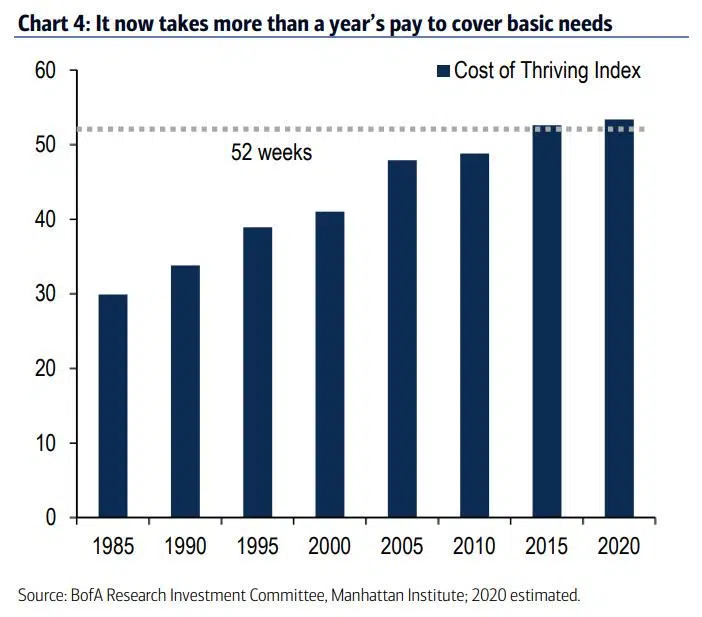 Chart 4: It now takes more than a year’s pay to cover basic needs
60
Cost of Thriving Index
50
52 weeks
40
30
20
10
0
1985 1990 1995 2000 2005 2010 2015 2020
Source: BofA Research Investment Committee, Manhattan Institute; 2020 estimated.